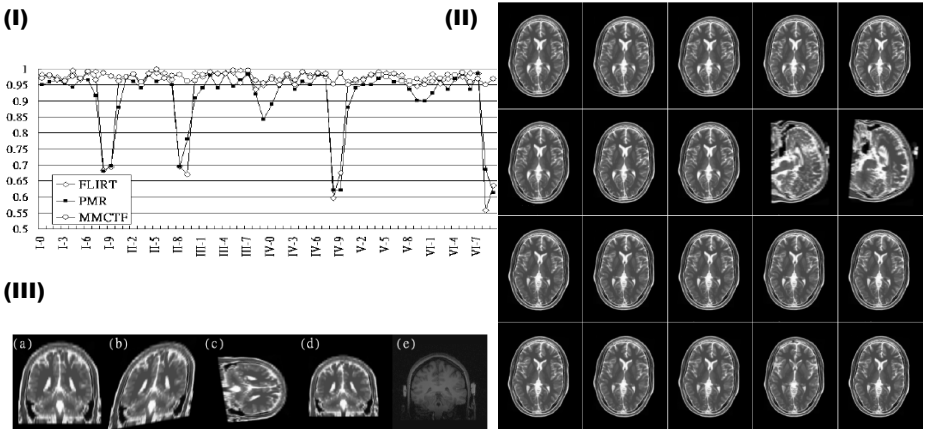 (I)
1
0.95
0.9
0.85
0.8
0.75
0.7
0.65
0.6
0.55
0.5
FLIRT
PMR
MMCTF
I-0
I-3
I-6
I-9
II-2
II-5
II-8
III-1
III-4
III-7
IV-0
IV-3
IV-6
IV-9
V-2
V-5
V-8
VI-1
VI-4
VI-7
(II)
(III)
(a) (b) (c) (d) (e)